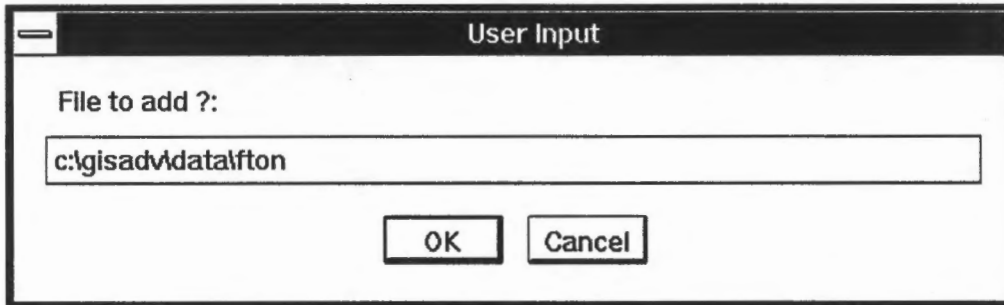 User Input
File to add ?:
c:\gisadv\data\fton
OK Cancel